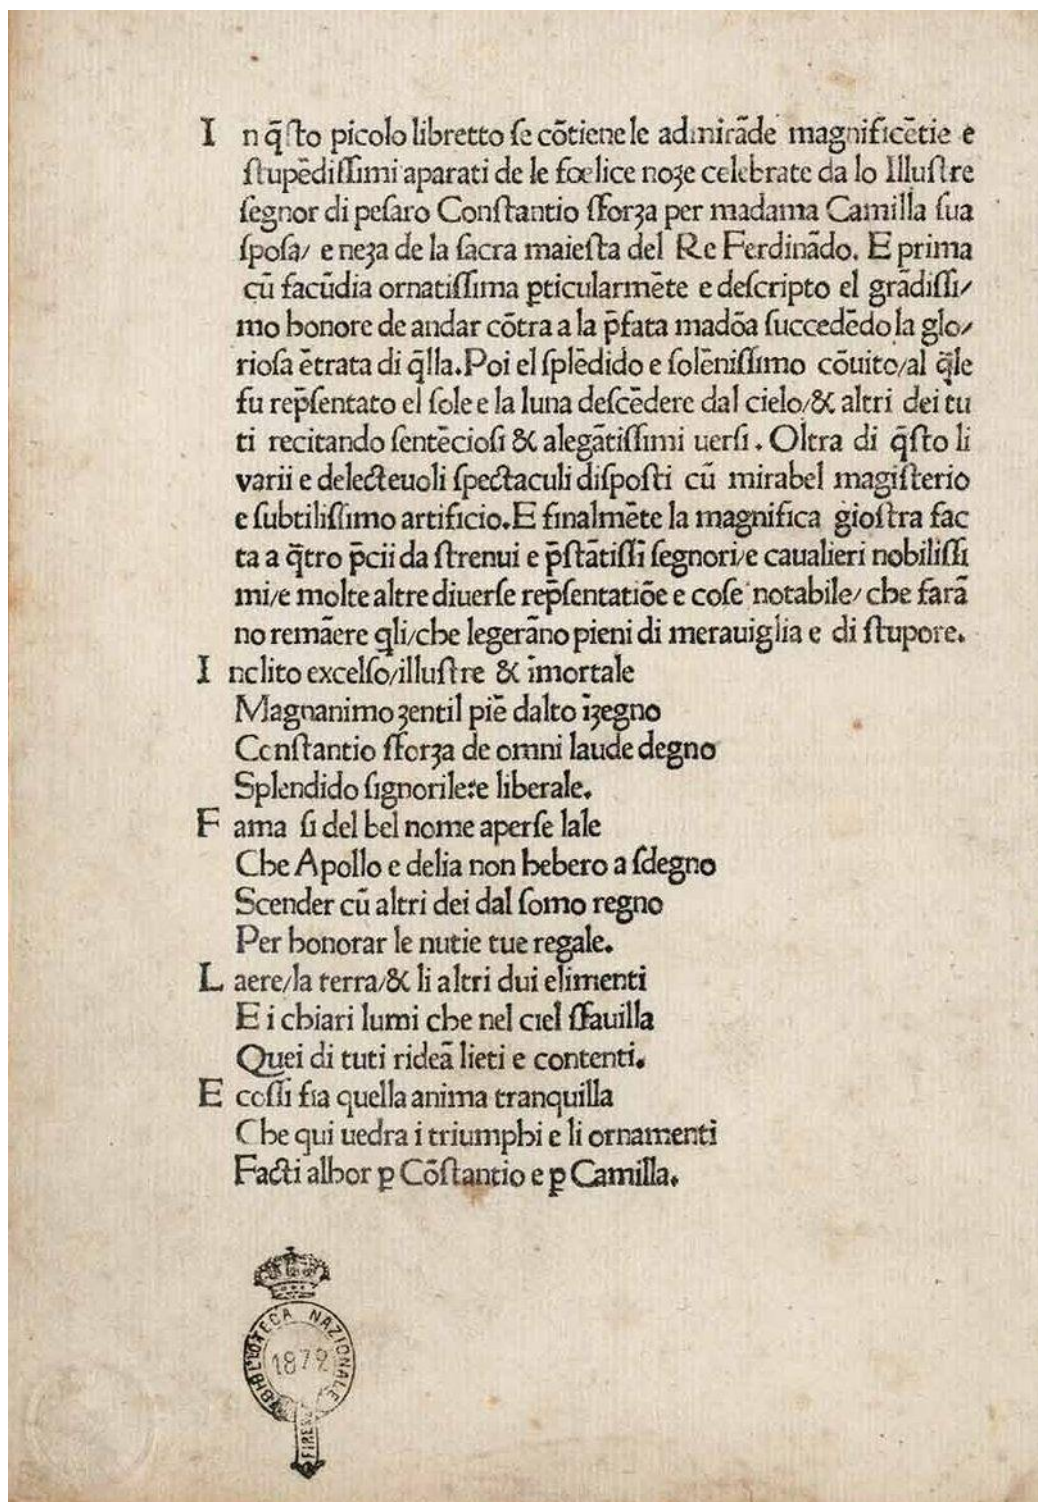 I n q̄sto picolo libretto se cōtiene le admirāde magnificētie e
stupēdissimi aparati de le fœlice noze celebrate da lo Illustre
segnor di pesaro Constantio sforza per madama Camilla sua
sposa/ e neza de la sacra maiesta del Re Ferdinādo. E prima
cū facūdia ornatissima ꝑticularmēte e descripto el grādissi/
mo honore de andar cōtra a la p̄fata madōa succedēdo la glo/
riosa ētrata di q̄lla. Poi el splēdido e solēnissimo cōuito/al q̄le
fu rep̄sentato el sole e la luna descēdere dal cielo/& altri dei tu
ti recitando sentēciosi & alegātissimi uersi. Oltra di q̄sto li
varii e delecteuoli spectaculi disposti cū mirabel magisterio
e subtilissimo artificio. E finalmēte la magnifica giostra fac
ta a q̄tro p̄cii da strenui e p̄stātissī segnori/e caualieri nobilissi
mi/e molte altre diuerse rep̄sentatiōe e cose notabile/ che farā
no remāere qli/che legerāno pieni di merauiglia e di stupore.
I nclito excelso/illustre & īmortale
Magnanimo zentil piē dalto īzegno
Constantio sforza de omni laude degno
Splendido signorile:e liberale.
F ama si del bel nome aperse lale
Che Apollo e delia non hebero a sdegno
Scender cū altri dei dal somo regno
Per honorar le nutie tue regale.
L aere/la terra/& li altri dui elimenti
E i chiari lumi che nel ciel sfauilla
Quei di tuti rideā lieti e contenti.
E cossi fia quella anima tranquilla
Che qui uedra i triumphi e li ornamenti
Facti alhor ꝑ Cōstantio e ꝑ Camilla.
BIBLIOTECA NAZIONALE
1872
FIRENZE